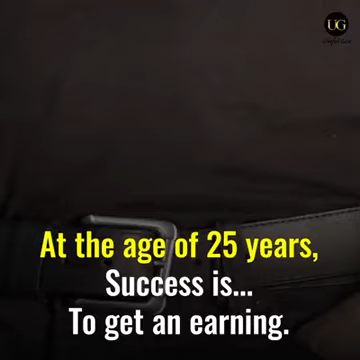 UG
At the age of 25 years,
Success is...
To get an earning.